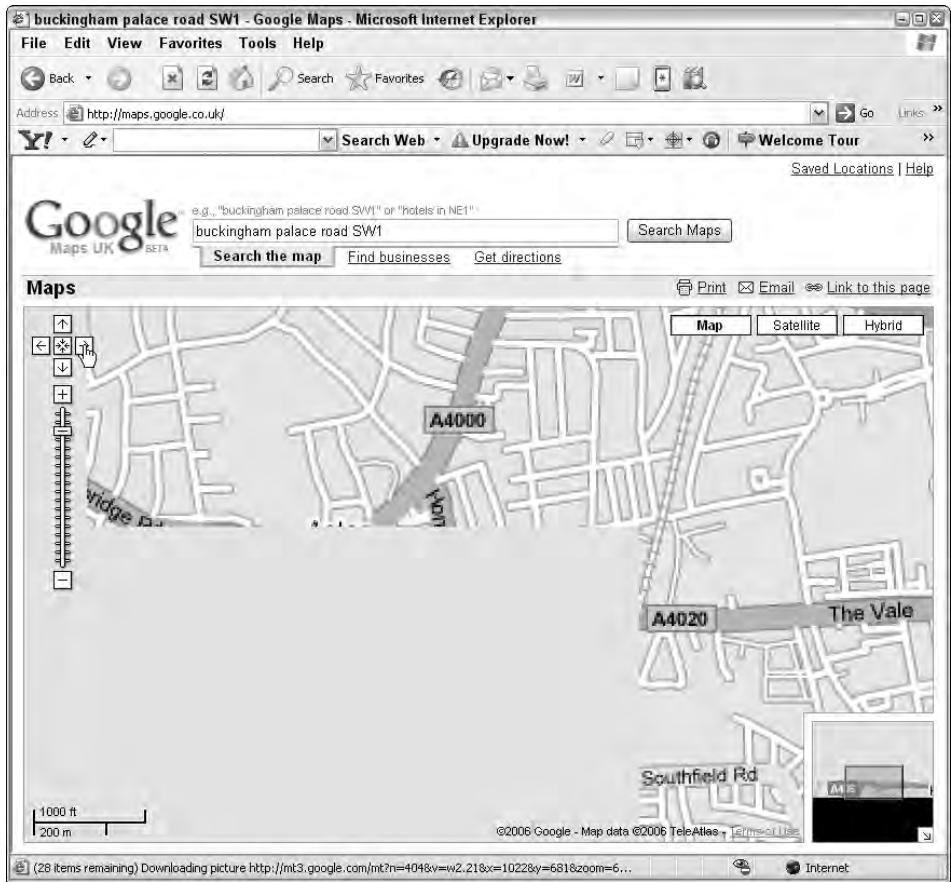 buckingham palace road SW1 - Google Maps - Microsoft Internet Explorer
File Edit View Favorites Tools Help
Back Search Favorites
Address http://maps.google.co.uk/ Go Links »
Y! Search Web Upgrade Now! Welcome Tour »
Saved Locations | Help
Google
Maps UK BETA
e.g., "buckingham palace road SW1" or "hotels in NE1"
buckingham palace road SW1 Search Maps
Search the map Find businesses Get directions
Maps Print Email Link to this page
Map Satellite Hybrid
A4000
ridge Rd
A4020 The Vale
Southfield Rd
1000 ft
200 m
©2006 Google - Map data ©2006 TeleAtlas - Terms of Use
(28 items remaining) Downloading picture http://mt3.google.com/mt?n=404&v=w2.21&x=1022&y=681&zoom=6... Internet